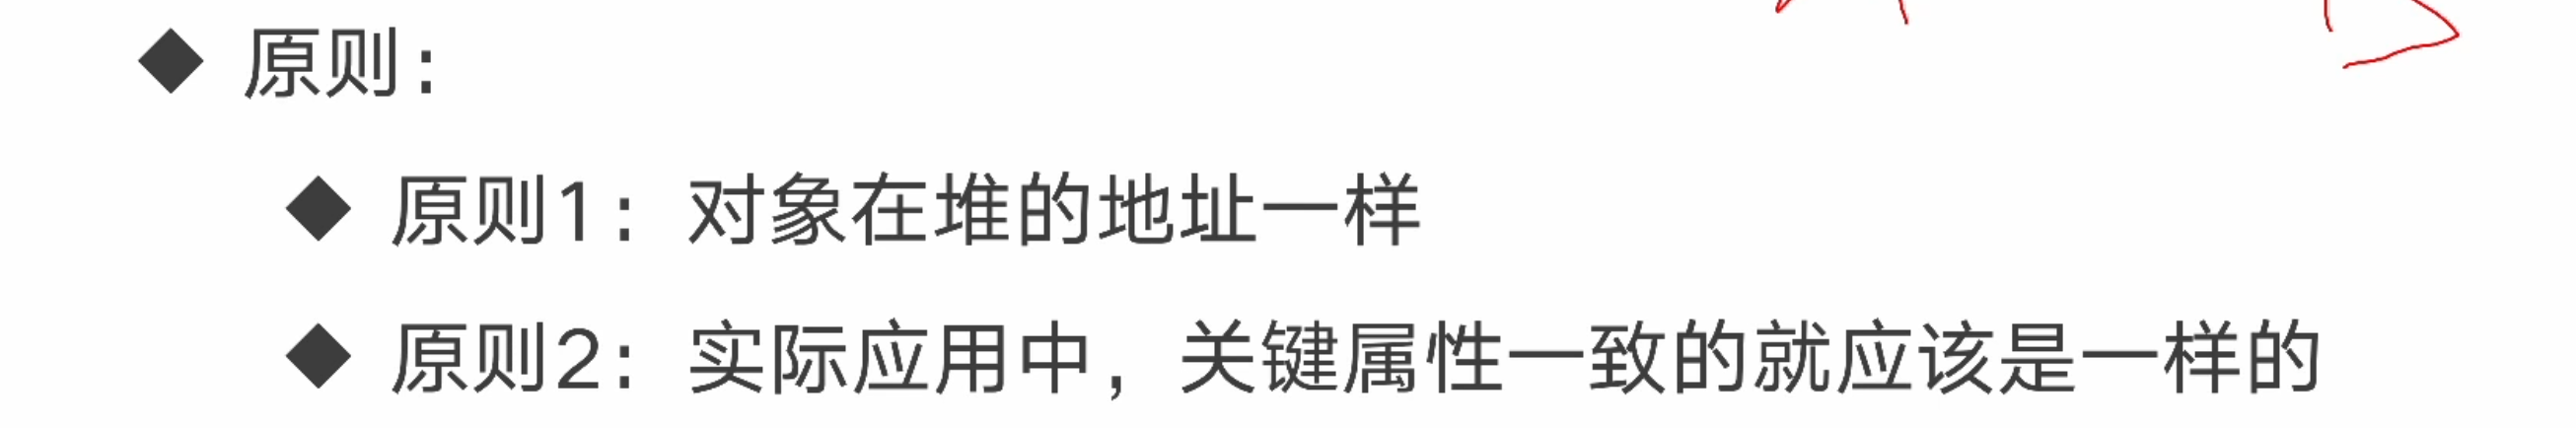 原则：
原则1：对象在堆的地址一样
原则2：实际应用中，关键属性一致的就应该是一样的